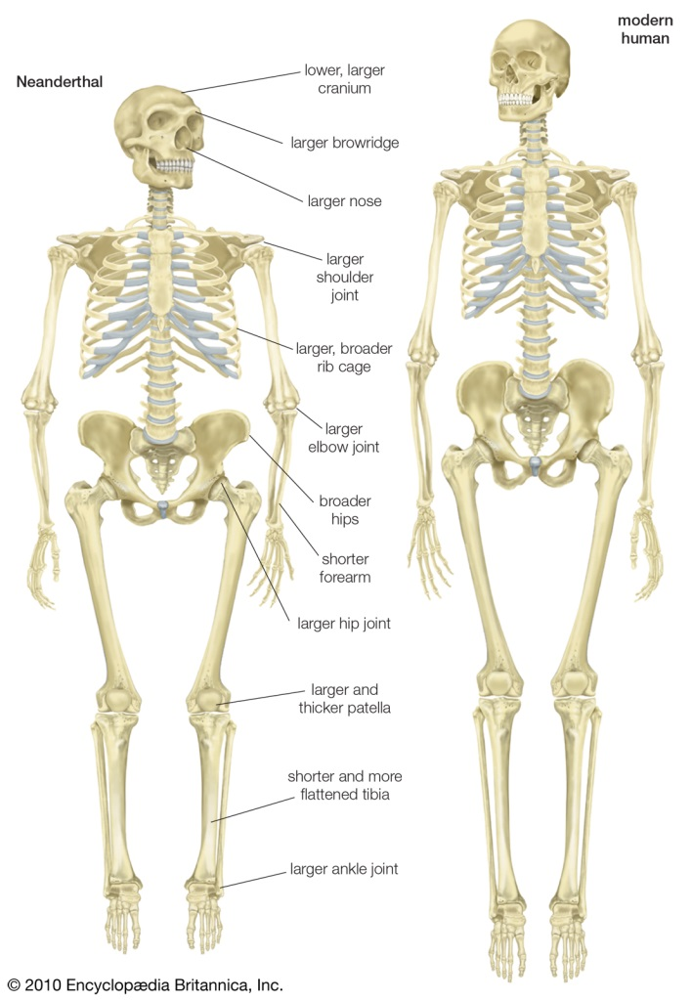 modern
human
Neanderthal
lower, larger
cranium
larger browridge
larger nose
larger
shoulder
joint
larger, broader
rib cage
larger
elbow joint
broader
hips
shorter
forearm
larger hip joint
larger and
thicker patella
shorter and more
flattened tibia
larger ankle joint
© 2010 Encyclopædia Britannica, Inc.